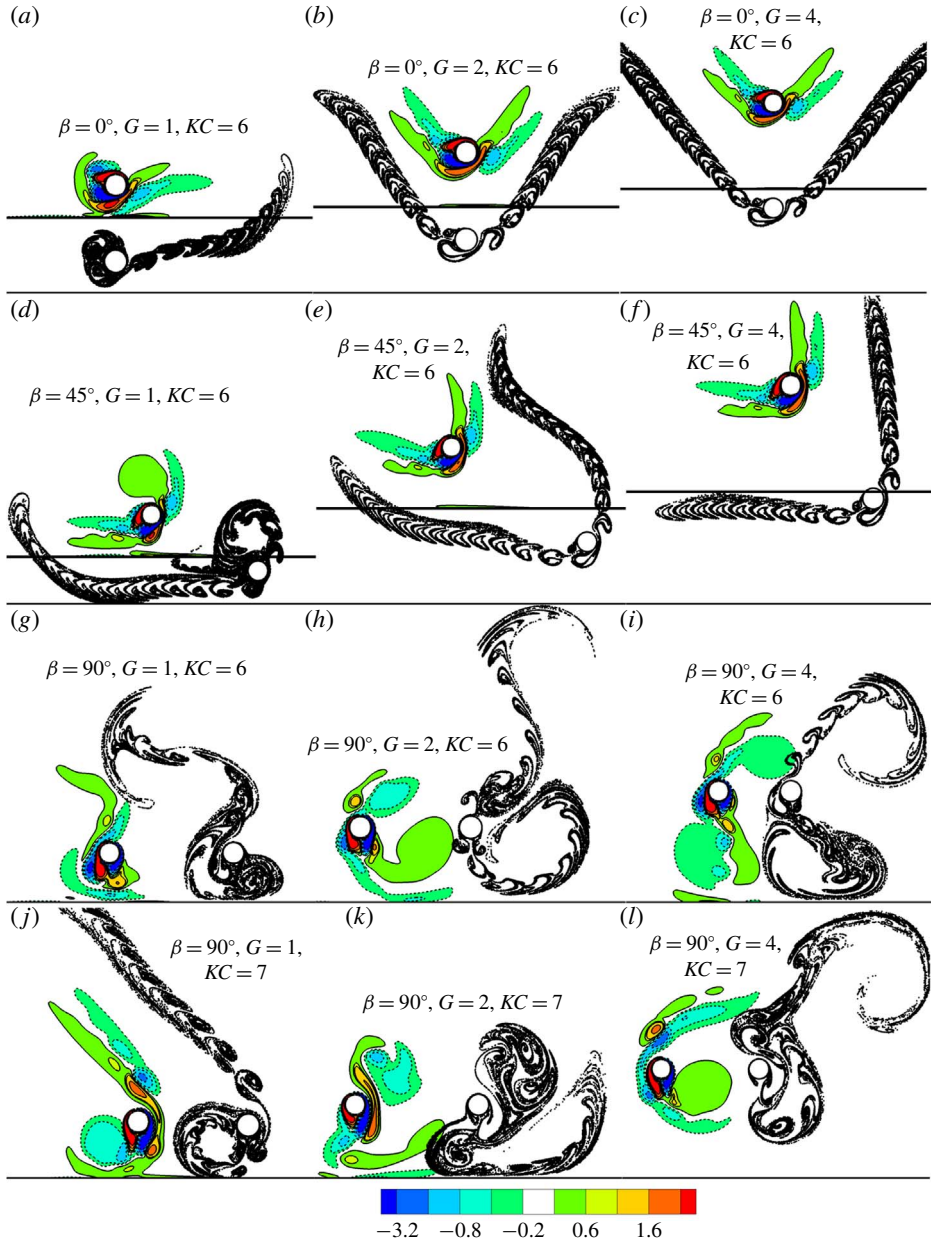 (a)
β = 0°, G = 1, KC = 6
(b)
β = 0°, G = 2, KC = 6
(c)
β = 0°, G = 4,
KC = 6
(d)
β = 45°, G = 1, KC = 6
(e)
β = 45°, G = 2,
KC = 6
(f)
β = 45°, G = 4,
KC = 6
(g)
β = 90°, G = 1, KC = 6
(h)
β = 90°, G = 2, KC = 6
(i)
β = 90°, G = 4,
KC = 6
(j)
β = 90°, G = 1,
KC = 7
(k)
β = 90°, G = 2, KC = 7
(l)
β = 90°, G = 4,
KC = 7
−3.2 −0.8 −0.2 0.6 1.6